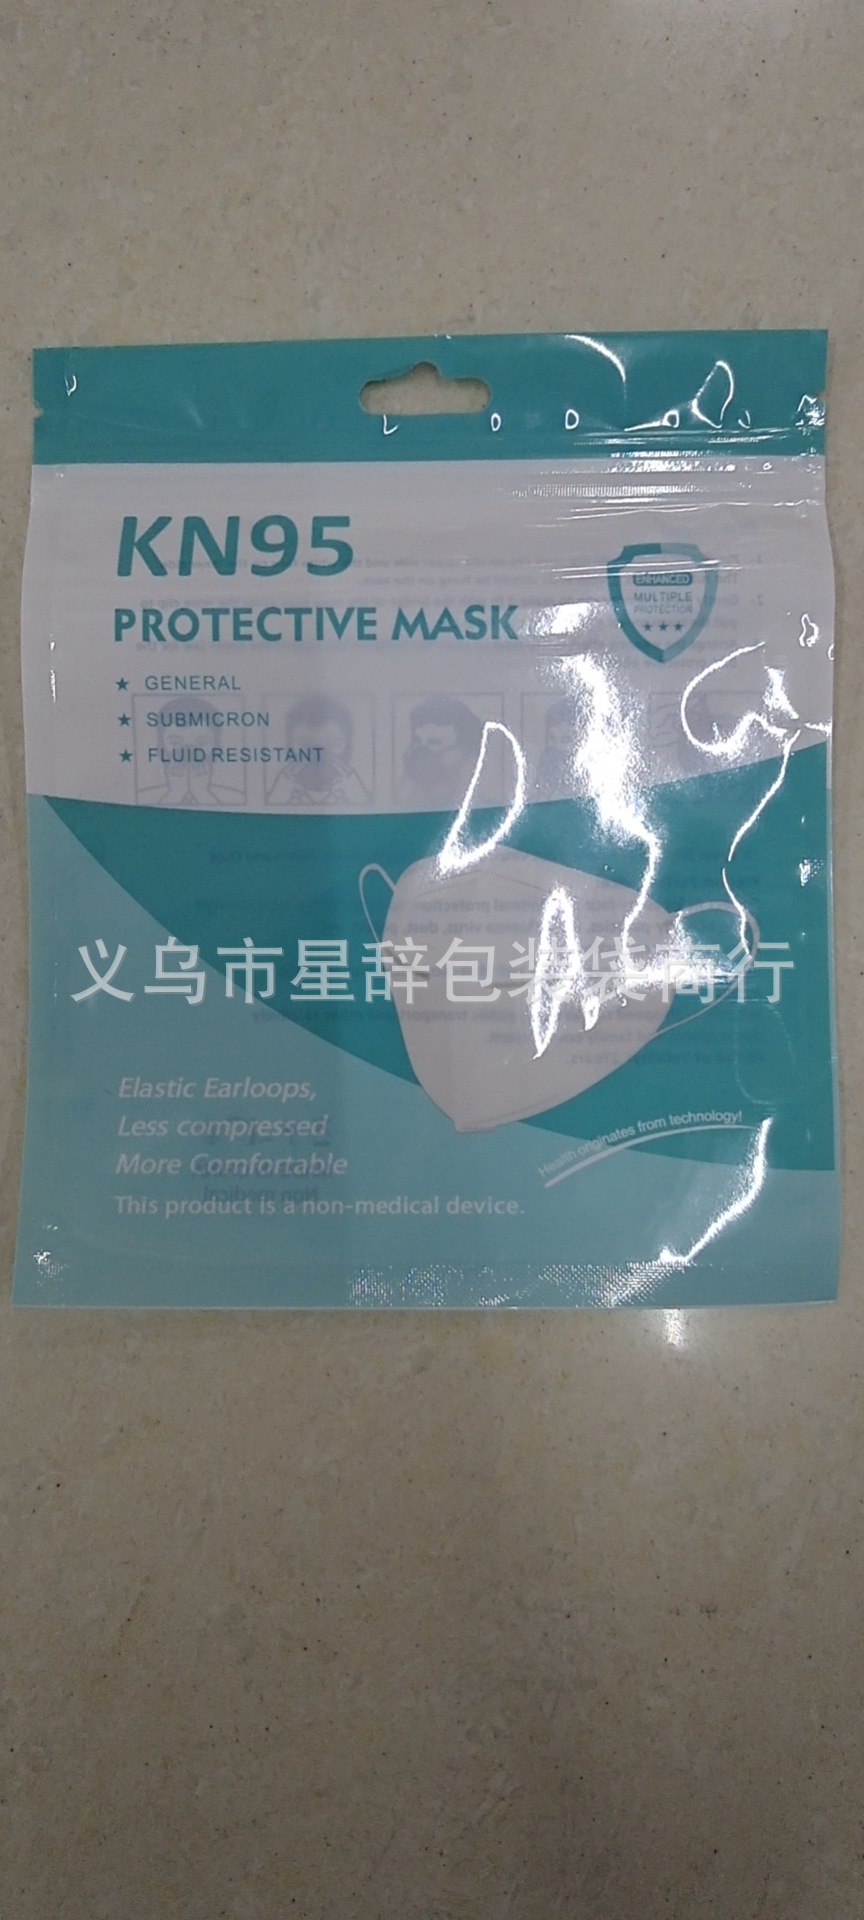 KN95
PROTECTIVE MASK
★ GENERAL
★ SUBMICRON
★ FLUID RESISTANT
ENHANCED
MULTIPLE
PROTECTION
★★★
义乌市星辞包装袋商行
Elastic Earloops,
Less compressed
More Comfortable
This product is a non-medical device.
Health originates from technology!